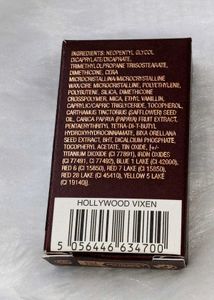 INGREDIENTS: NEOPENTYL GLYCOL
DICAPRYLATE/DICAPRATE,
TRIMETHYLOLPROPANE TRIISOSTEARATE,
DIMETHICONE, CERA
MICROCRISTALLINA/MICROCRYSTALLINE
WAX/CIRE MICROCRISTALLINE, POLYETHYLENE,
POLYBUTENE, SILICA, DIMETHICONE
CROSSPOLYMER, MICA, ETHYL VANILLIN,
CAPRYLIC/CAPRIC TRIGLYCERIDE, TOCOPHEROL,
CARTHAMUS TINCTORIUS (SAFFLOWER) SEED
OIL, CARICA PAPAYA (PAPAYA) FRUIT EXTRACT,
PENTAERYTHRITYL TETRA-DI-T-BUTYL
HYDROXYHYDROCINNAMATE, BIXA ORELLANA
SEED EXTRACT, BHT, DICALCIUM PHOSPHATE,
TOCOPHERYL ACETATE, TIN OXIDE, [+/-
TITANIUM DIOXIDE (CI 77891), IRON OXIDES
(CI 77491, CI 77492), BLUE 1 LAKE (CI 42090),
RED 6 (CI 15850), RED 7 LAKE (CI 15850),
RED 28 LAKE (CI 45410), YELLOW 5 LAKE
(CI 19140)].
HOLLYWOOD VIXEN
5 056446 634700